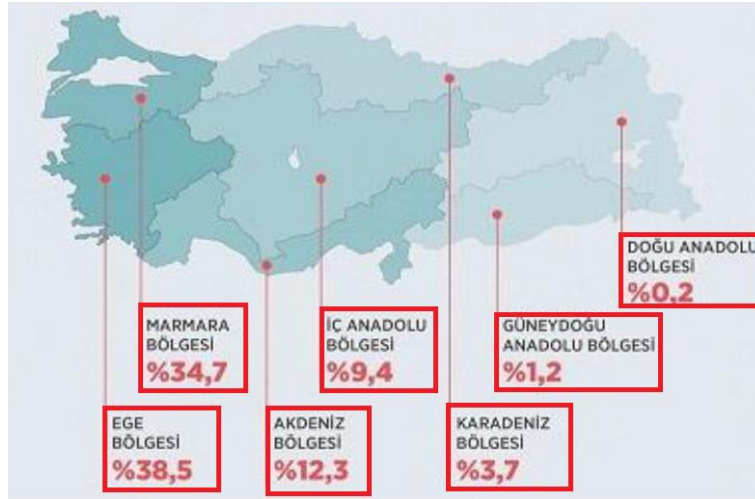 DOĞU ANADOLU
BÖLGESİ
%0,2
MARMARA
BÖLGESİ
%34,7
İÇ ANADOLU
BÖLGESİ
%9,4
GÜNEYDOĞU
ANADOLU BÖLGESİ
%1,2
EGE
BÖLGESİ
%38,5
AKDENİZ
BÖLGESİ
%12,3
KARADENİZ
BÖLGESİ
%3,7